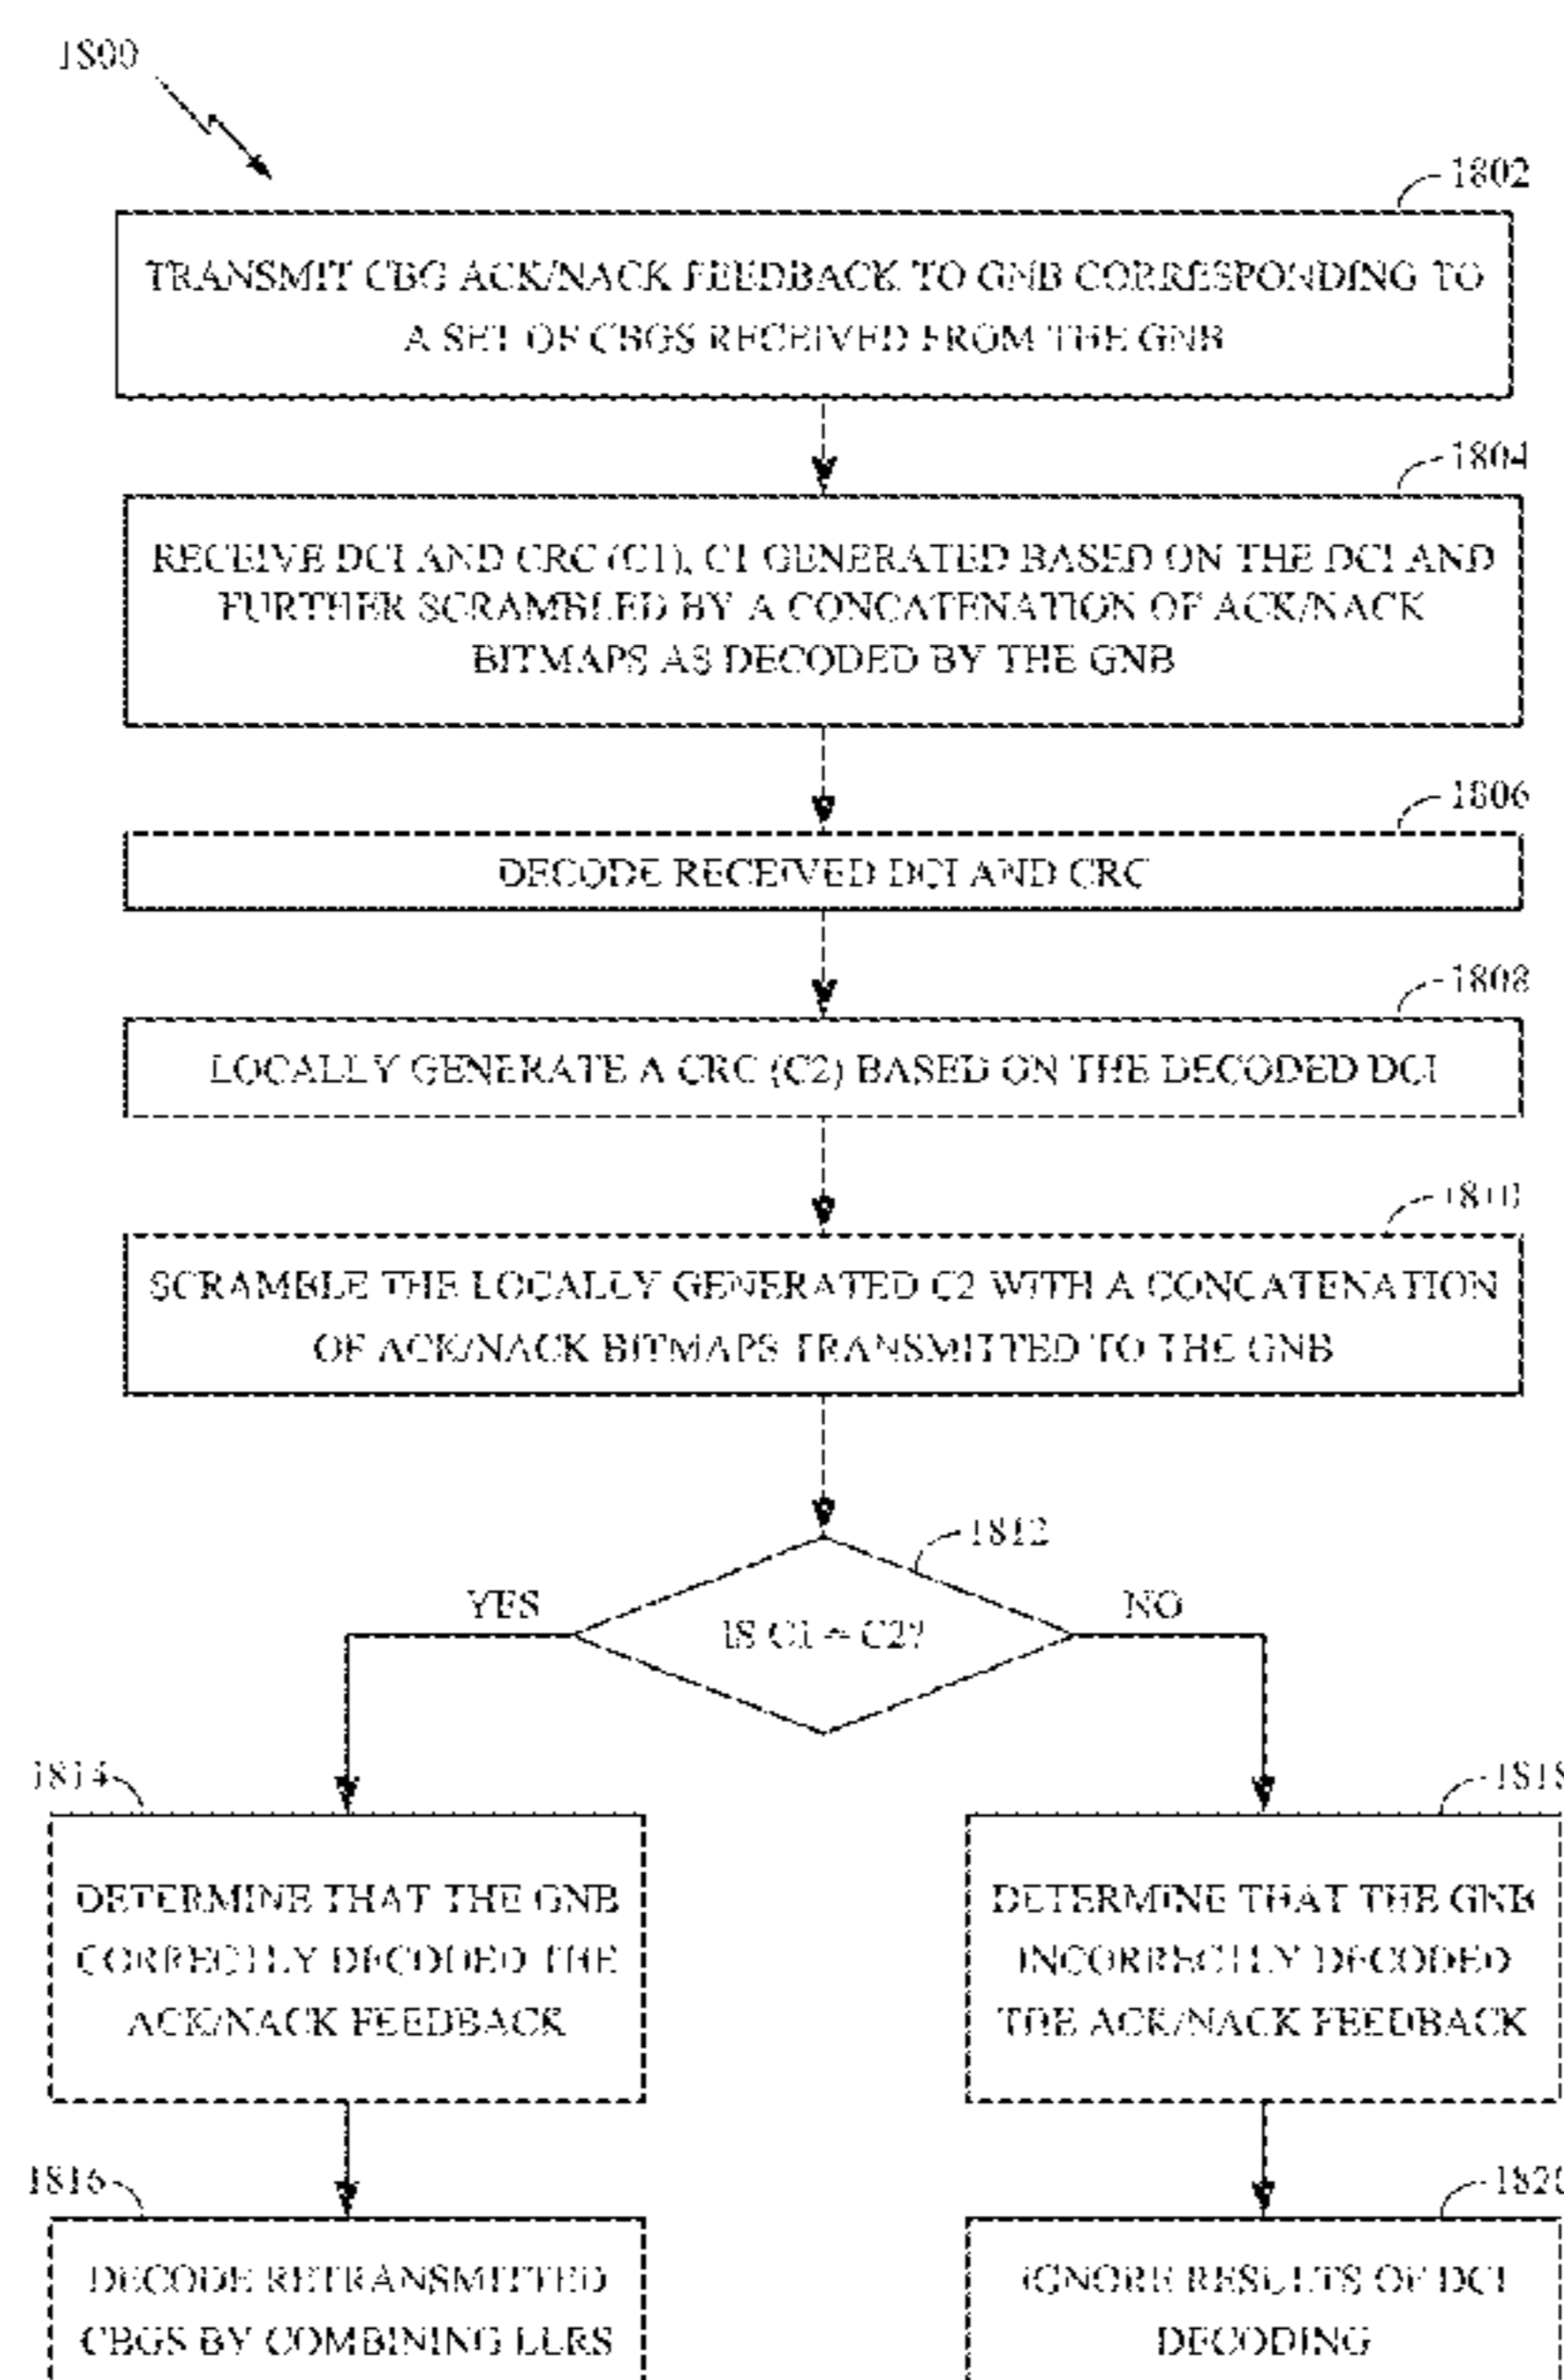 1800
1802
TRANSMIT CBG ACK/NACK FEEDBACK TO GNB CORRESPONDING TO
A SET OF CBGS RECEIVED FROM THE GNB
1804
RECEIVE DCI AND CRC (C1), C1 GENERATED BASED ON THE DCI AND
FURTHER SCRAMBLED BY A CONCATENATION OF ACK/NACK
BITMAPS AS DECODED BY THE GNB
1806
DECODE RECEIVED DCI AND CRC
1808
LOCALLY GENERATE A CRC (C2) BASED ON THE DECODED DCI
1810
SCRAMBLE THE LOCALLY GENERATED C2 WITH A CONCATENATION
OF ACK/NACK BITMAPS TRANSMITTED TO THE GNB
1812
YES
IS C1 = C2?
NO
1814
1818
DETERMINE THAT THE GNB
CORRECTLY DECODED THE
ACK/NACK FEEDBACK
DETERMINE THAT THE GNB
INCORRECTLY DECODED
THE ACK/NACK FEEDBACK
1816
1820
DECODE RETRANSMITTED
CBGS BY COMBINING LLRS
IGNORE RESULTS OF DCI
DECODING